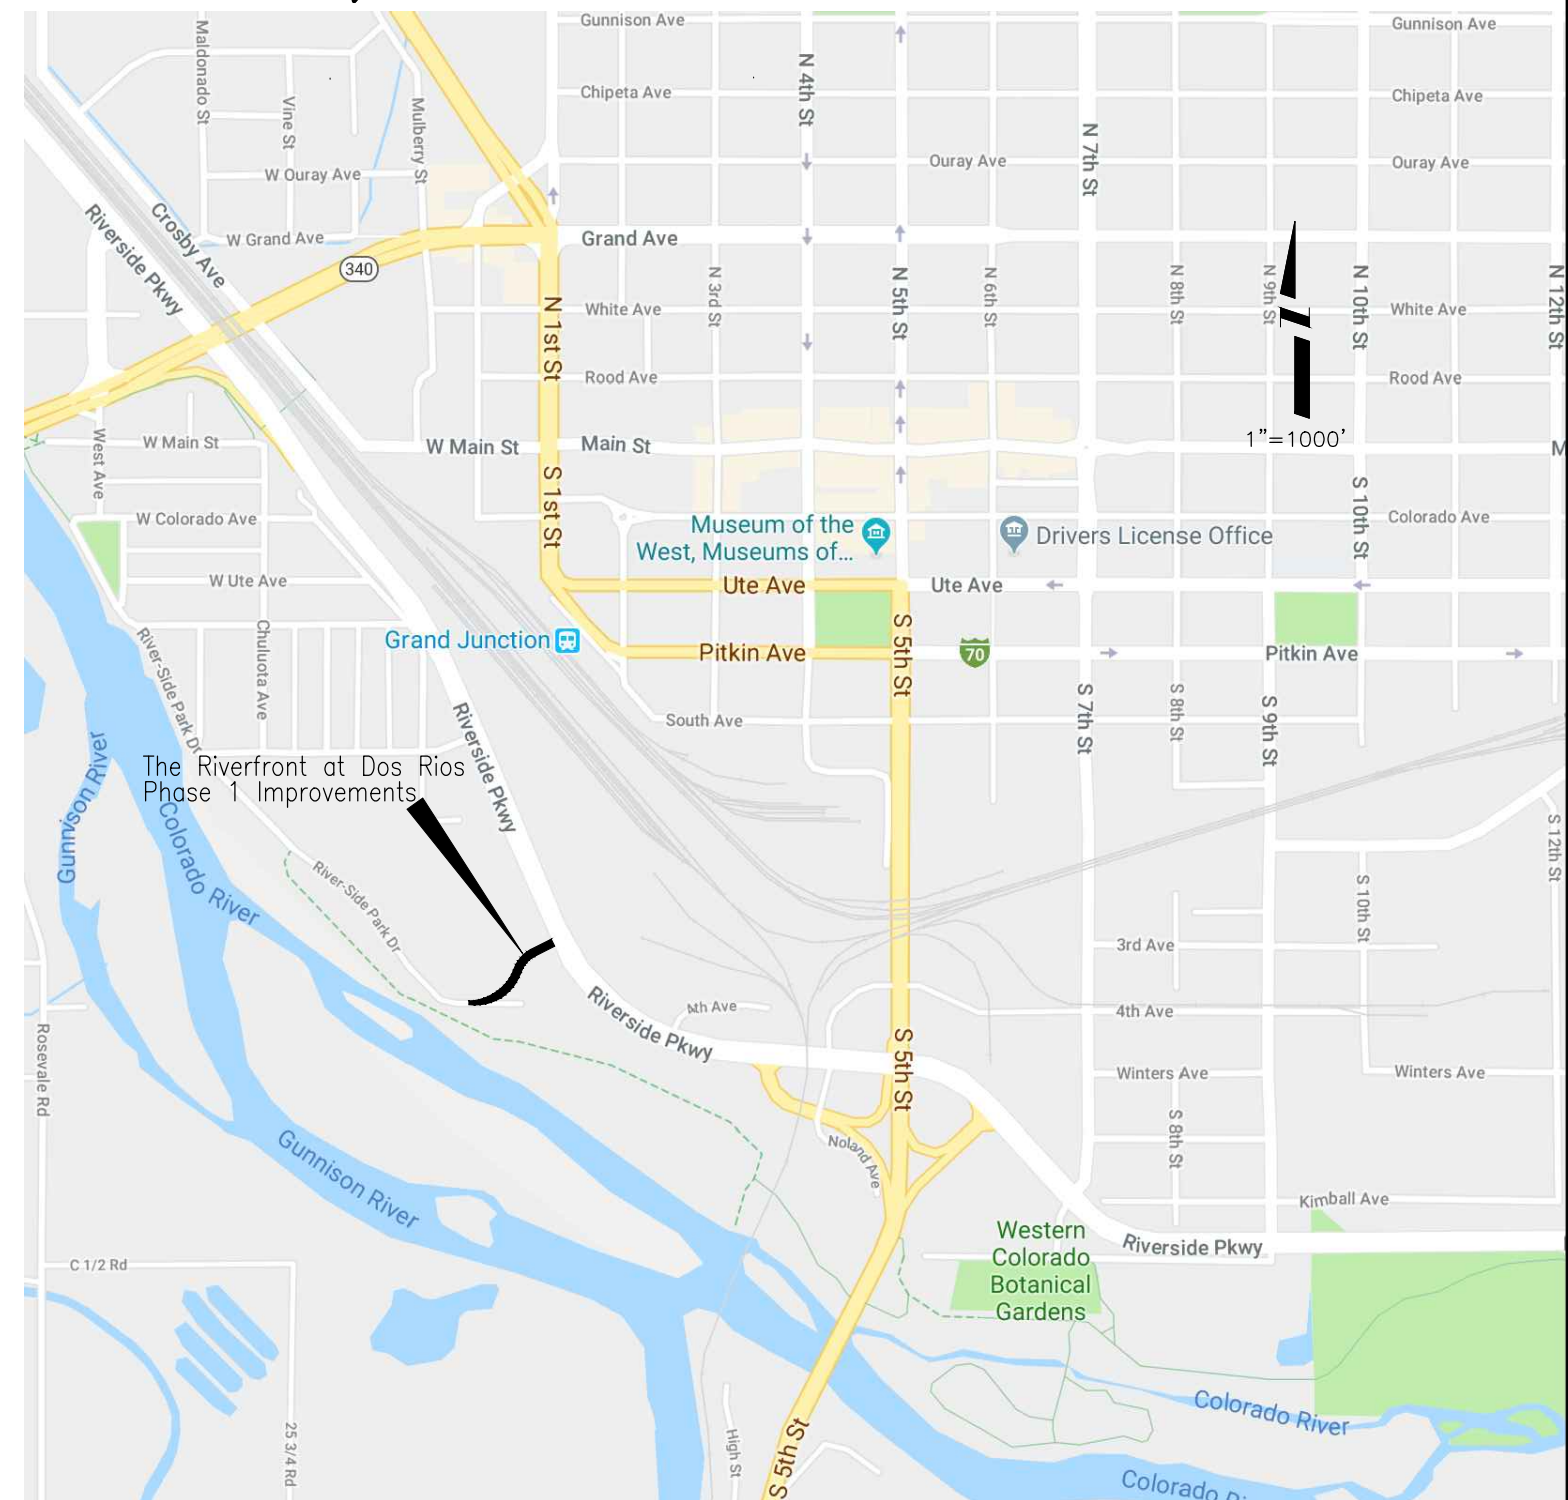 Gunnison Ave
Gunnison Ave
Maldonado St
Vine St
Mulberry St
N 4th St
Chipeta Ave
Chipeta Ave
N 7th St
Ouray Ave
Ouray Ave
W Ouray Ave
Crosby Ave
Riverside Pkwy
W Grand Ave
Grand Ave
340
N 1st St
N 3rd St
N 5th St
N 6th St
N 8th St
N 9th St
N 10th St
N 12th St
White Ave
White Ave
Rood Ave
Rood Ave
1"=1000'
W Main St
West Ave
W Main St
Main St
M
S 1st St
S 10th St
W Colorado Ave
Colorado Ave
Museum of the
West, Museums of...
Drivers License Office
W Ute Ave
Ute Ave
Ute Ave
Chuluota Ave
River-Side Park Dr
Grand Junction
Pitkin Ave
S 5th St
70
Pitkin Ave
South Ave
S 7th St
S 8th St
S 9th St
Riverside Pkwy
Gunnison River
The Riverfront at Dos Rios
Phase 1 Improvements
Colorado River
S 12th St
River-Side Park Dr
S 10th St
3rd Ave
Riverside Pkwy
4th Ave
4th Ave
Rosevale Rd
S 5th St
Winters Ave
Winters Ave
S 8th St
Noland Ave
Gunnison River
Kimball Ave
Western
Colorado
Botanical
Gardens
Riverside Pkwy
C 1/2 Rd
25 3/4 Rd
High St
S 5th St
Colorado River
Colorado Ri